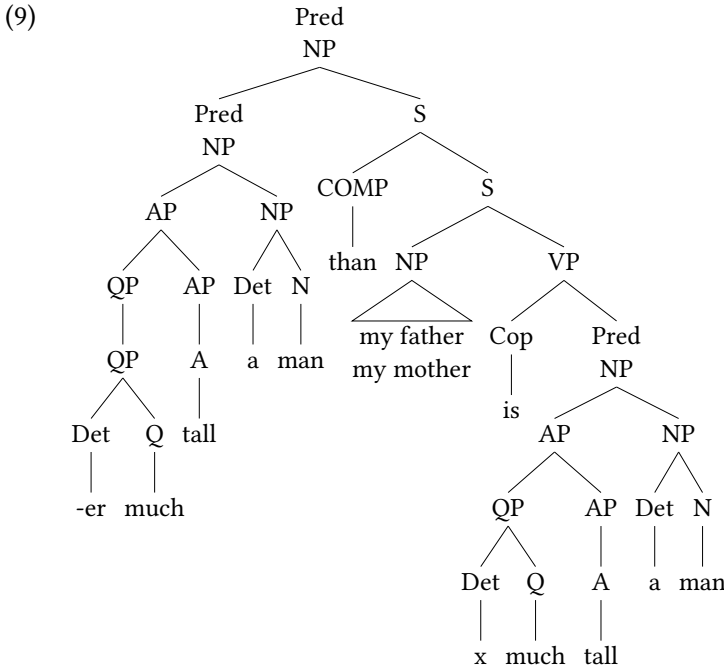 (9)
Pred
NP
Pred S
NP
COMP S
AP NP
than NP VP
QP AP Det N
my father Cop Pred
QP A a man
my mother NP
is
Det Q tall
AP NP
-er much
QP AP Det N
Det Q A a man
x much tall